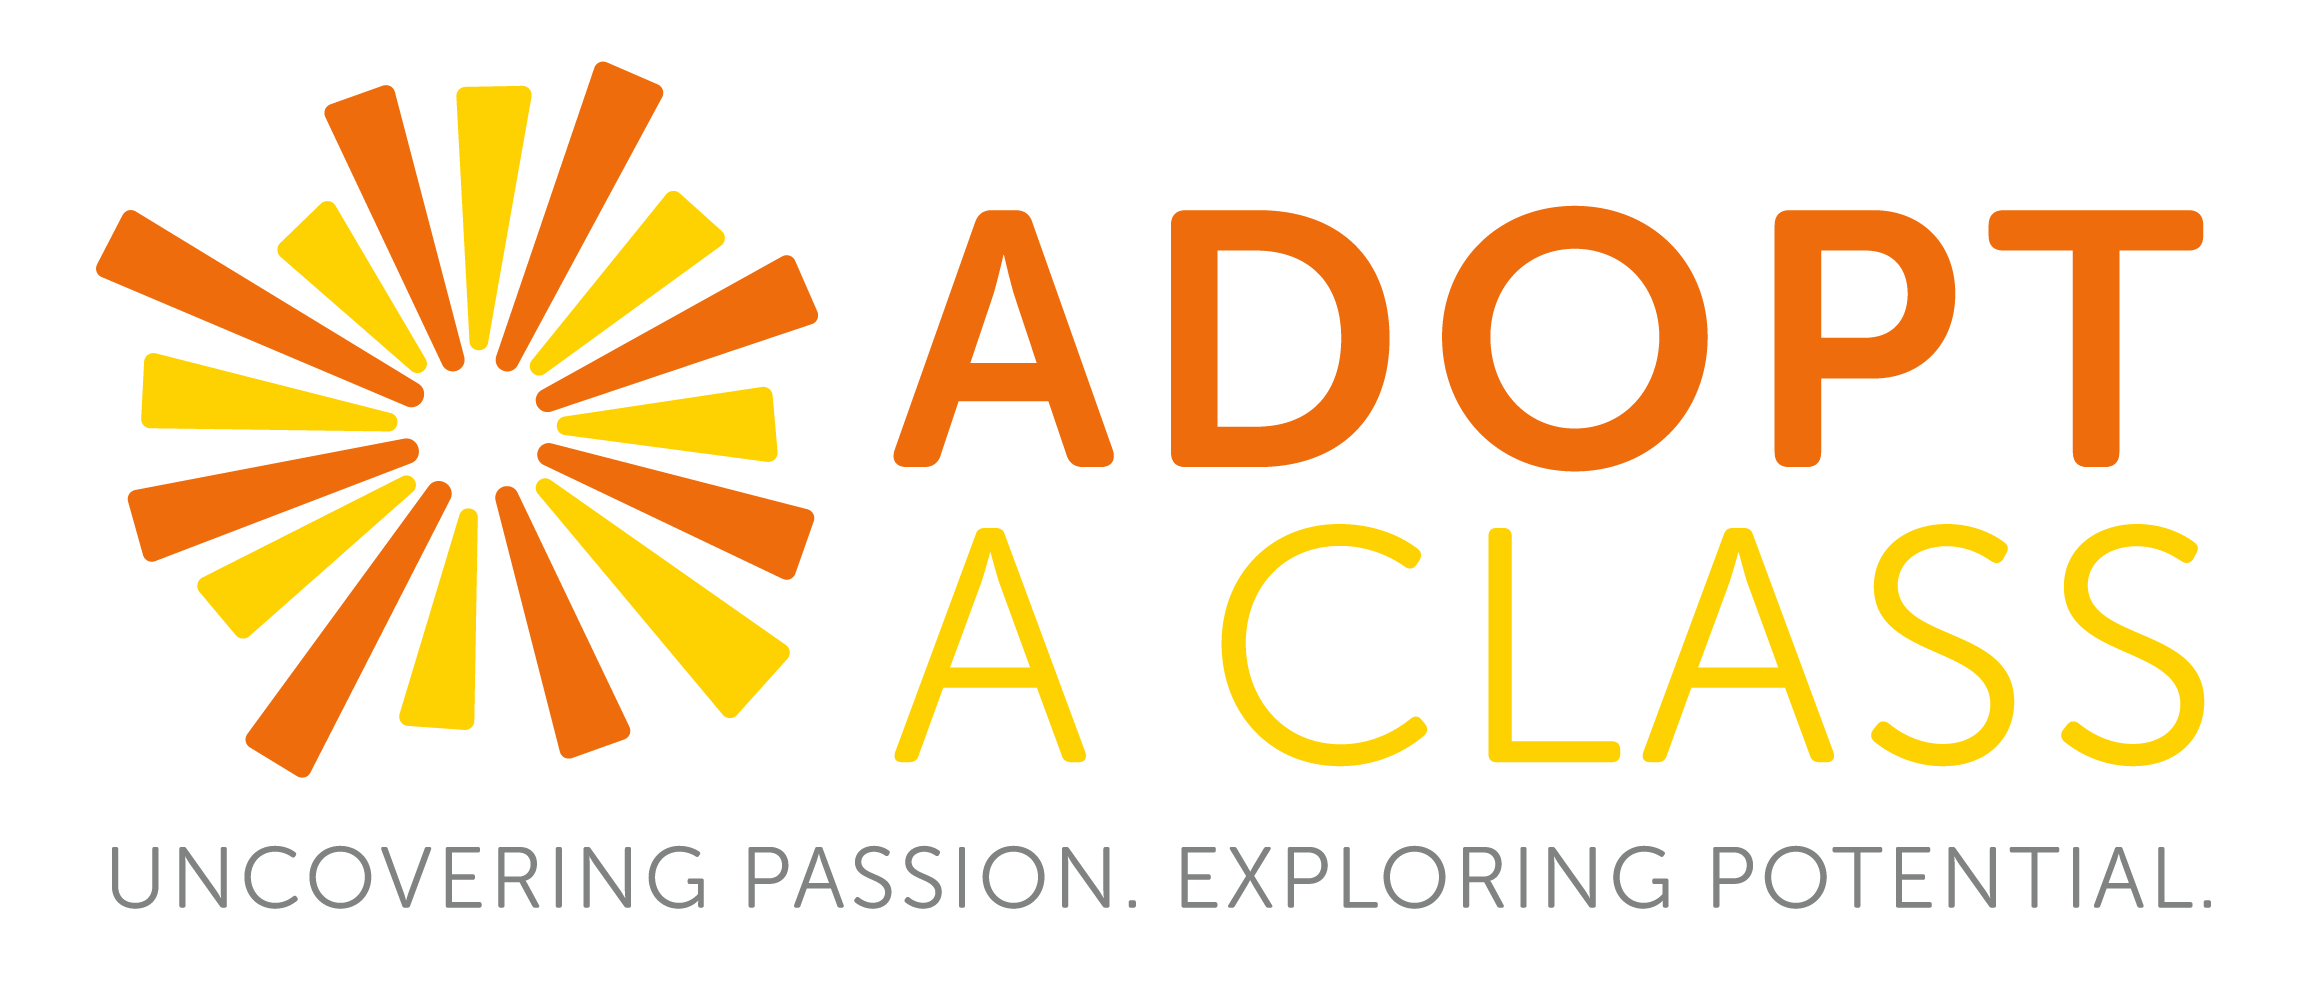 ADOPT
A CLASS
UNCOVERING PASSION. EXPLORING POTENTIAL.